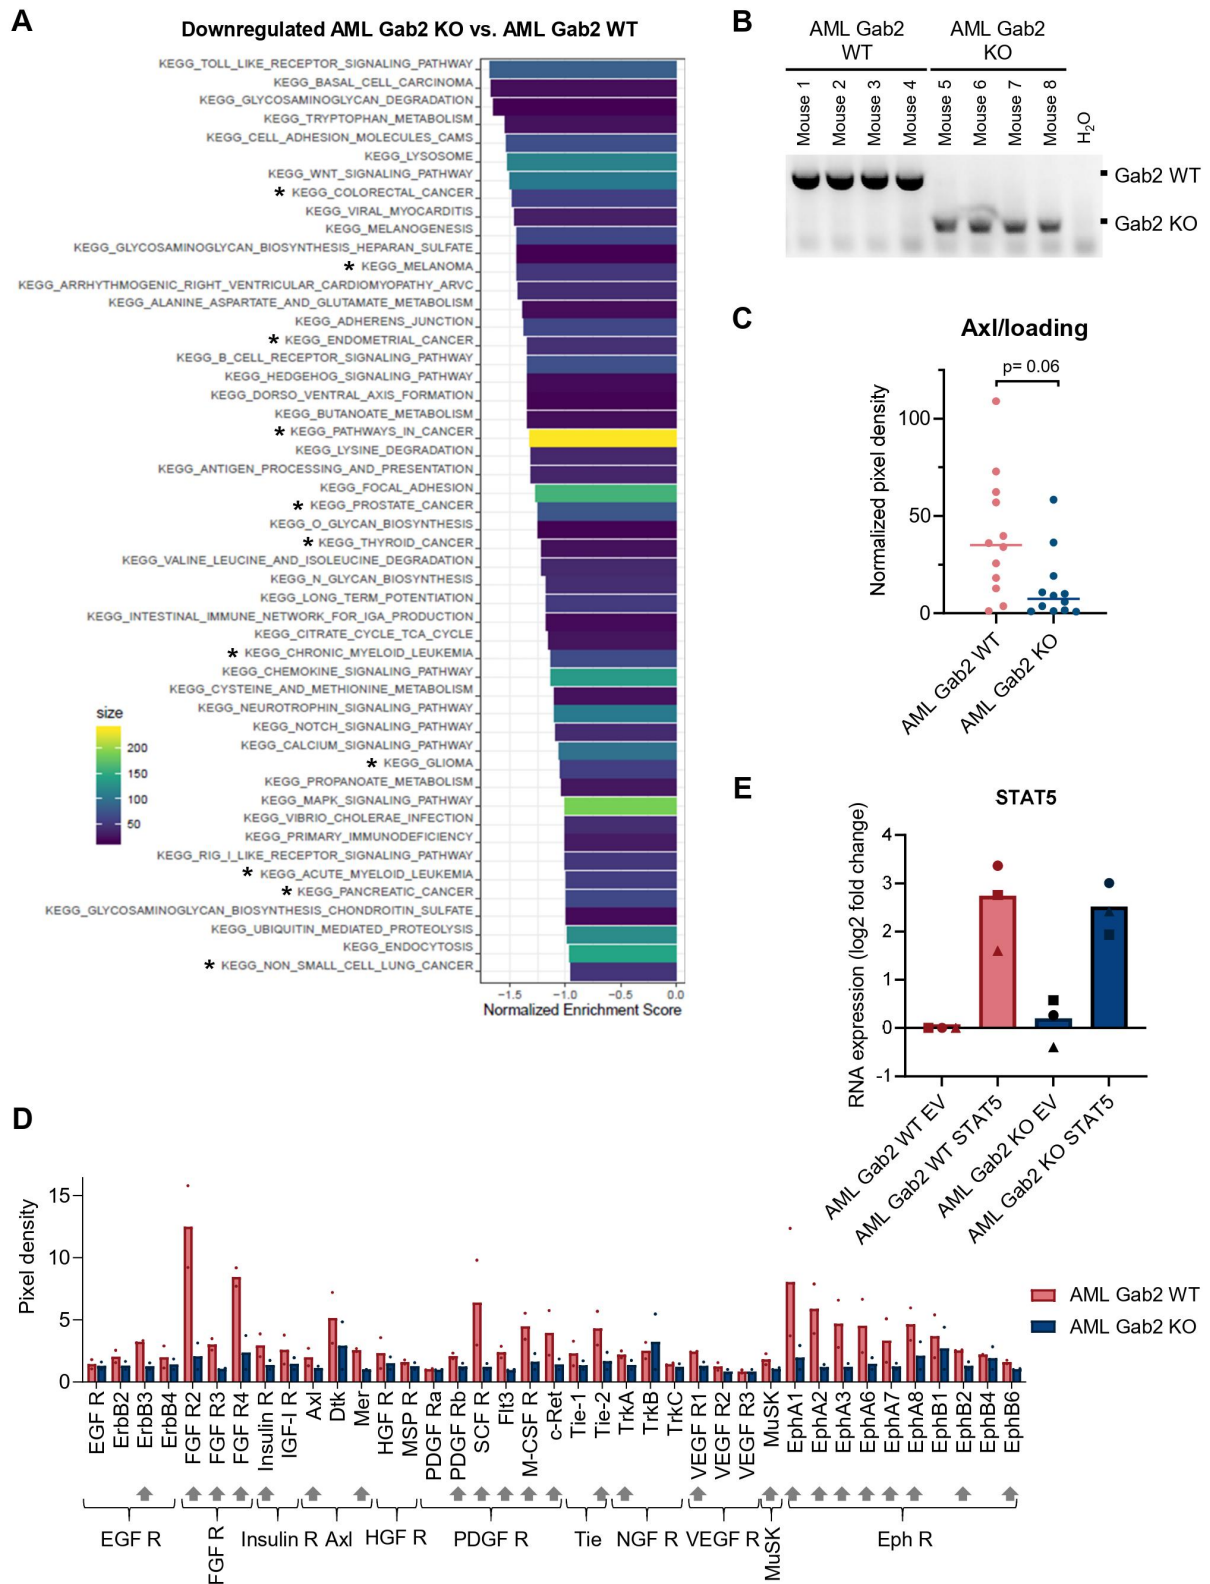 A
Downregulated AML Gab2 KO vs. AML Gab2 WT
KEGG_TOLL_LIKE_RECEPTOR_SIGNALING_PATHWAY
KEGG_BASAL_CELL_CARCINOMA
KEGG_GLYCOSAMINOGLYCAN_DEGRADATION
KEGG_TRYPTOPHAN_METABOLISM
KEGG_CELL_ADHESION_MOLECULES_CAMS
KEGG_LYSOSOME
KEGG_WNT_SIGNALING_PATHWAY
* KEGG_COLORECTAL_CANCER
KEGG_VIRAL_MYOCARDITIS
KEGG_MELANOGENESIS
KEGG_GLYCOSAMINOGLYCAN_BIOSYNTHESIS_HEPARAN_SULFATE
* KEGG_MELANOMA
KEGG_ARRHYTHMOGENIC_RIGHT_VENTRICULAR_CARDIOMYOPATHY_ARVC
KEGG_ALANINE_ASPARTATE_AND_GLUTAMATE_METABOLISM
KEGG_ADHERENS_JUNCTION
* KEGG_ENDOMETRIAL_CANCER
KEGG_B_CELL_RECEPTOR_SIGNALING_PATHWAY
KEGG_HEDGEHOG_SIGNALING_PATHWAY
KEGG_DORSO_VENTRAL_AXIS_FORMATION
KEGG_BUTANOATE_METABOLISM
* KEGG_PATHWAYS_IN_CANCER
KEGG_LYSINE_DEGRADATION
KEGG_ANTIGEN_PROCESSING_AND_PRESENTATION
KEGG_FOCAL_ADHESION
* KEGG_PROSTATE_CANCER
KEGG_O_GLYCAN_BIOSYNTHESIS
* KEGG_THYROID_CANCER
KEGG_VALINE_LEUCINE_AND_ISOLEUCINE_DEGRADATION
KEGG_N_GLYCAN_BIOSYNTHESIS
KEGG_LONG_TERM_POTENTIATION
KEGG_INTESTINAL_IMMUNE_NETWORK_FOR_IGA_PRODUCTION
KEGG_CITRATE_CYCLE_TCA_CYCLE
* KEGG_CHRONIC_MYELOID_LEUKEMIA
KEGG_CHEMOKINE_SIGNALING_PATHWAY
KEGG_CYSTEINE_AND_METHIONINE_METABOLISM
KEGG_NEUROTROPHIN_SIGNALING_PATHWAY
KEGG_NOTCH_SIGNALING_PATHWAY
KEGG_CALCIUM_SIGNALING_PATHWAY
* KEGG_GLIOMA
KEGG_PROPANOATE_METABOLISM
KEGG_MAPK_SIGNALING_PATHWAY
KEGG_VIBRIO_CHOLERAE_INFECTION
KEGG_PRIMARY_IMMUNODEFICIENCY
KEGG_RIG_I_LIKE_RECEPTOR_SIGNALING_PATHWAY
* KEGG_ACUTE_MYELOID_LEUKEMIA
* KEGG_PANCREATIC_CANCER
KEGG_GLYCOSAMINOGLYCAN_BIOSYNTHESIS_CHONDROITIN_SULFATE
KEGG_UBIQUITIN_MEDIATED_PROTEOLYSIS
KEGG_ENDOCYTOSIS
* KEGG_NON_SMALL_CELL_LUNG_CANCER
size
200
150
100
50
−1.5 −1.0 −0.5 0.0
Normalized Enrichment Score
B
AML Gab2 WT
AML Gab2 KO
Mouse 1
Mouse 2
Mouse 3
Mouse 4
Mouse 5
Mouse 6
Mouse 7
Mouse 8
H2O
Gab2 WT
Gab2 KO
C
Axl/loading
p= 0.06
Normalized pixel density
100
50
0
AML Gab2 WT
AML Gab2 KO
E
STAT5
RNA expression (log2 fold change)
4
3
2
1
0
-1
AML Gab2 WT EV
AML Gab2 WT STAT5
AML Gab2 KO EV
AML Gab2 KO STAT5
D
Pixel density
15
10
5
0
AML Gab2 WT
AML Gab2 KO
EGF R
ErbB2
ErbB3
ErbB4
FGF R2
FGF R3
FGF R4
Insulin R
IGF-I R
Axl
Dtk
Mer
HGF R
MSP R
PDGF Ra
PDGF Rb
SCF R
Flt3
M-CSF R
c-Ret
Tie-1
Tie-2
TrkA
TrkB
TrkC
VEGF R1
VEGF R2
VEGF R3
MuSK
EphA1
EphA2
EphA3
EphA6
EphA7
EphA8
EphB1
EphB2
EphB4
EphB6
EGF R
FGF R
Insulin R
Axl
HGF R
PDGF R
Tie
NGF R
VEGF R
MuSK
Eph R